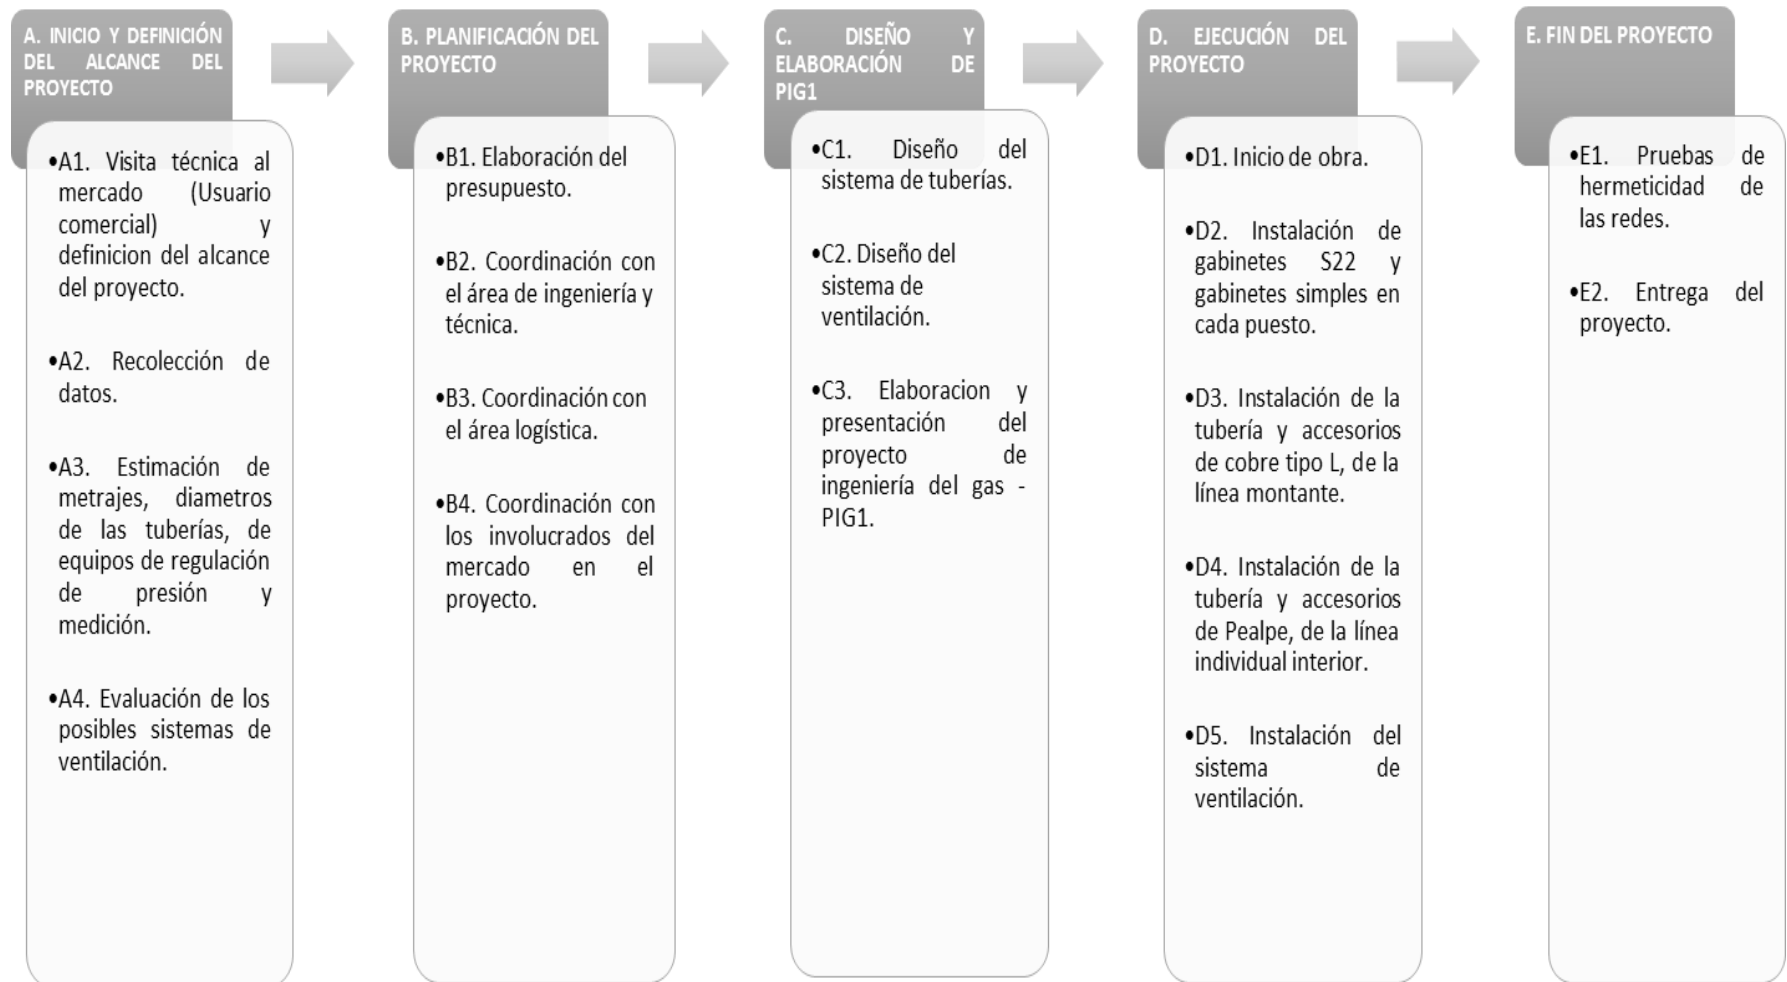 A. INICIO Y DEFINICIÓN
DEL ALCANCE DEL
PROYECTO
•A1. Visita técnica al
mercado (Usuario
comercial) y
definicion del alcance
del proyecto.
•A2. Recolección de
datos.
•A3. Estimación de
metrajes, diametros
de las tuberías, de
equipos de regulación
de presión y
medición.
•A4. Evaluación de los
posibles sistemas de
ventilación.
B. PLANIFICACIÓN DEL
PROYECTO
•B1. Elaboración del
presupuesto.
•B2. Coordinación con
el área de ingeniería y
técnica.
•B3. Coordinación con
el área logística.
•B4. Coordinación con
los involucrados del
mercado en el
proyecto.
C. DISEÑO Y
ELABORACIÓN DE
PIG1
•C1. Diseño del
sistema de tuberías.
•C2. Diseño del
sistema de
ventilación.
•C3. Elaboracion y
presentación del
proyecto de
ingeniería del gas -
PIG1.
D. EJECUCIÓN DEL
PROYECTO
•D1. Inicio de obra.
•D2. Instalación de
gabinetes S22 y
gabinetes simples en
cada puesto.
•D3. Instalación de la
tubería y accesorios
de cobre tipo L, de la
línea montante.
•D4. Instalación de la
tubería y accesorios
de Pealpe, de la línea
individual interior.
•D5. Instalación del
sistema de
ventilación.
E. FIN DEL PROYECTO
•E1. Pruebas de
hermeticidad de
las redes.
•E2. Entrega del
proyecto.